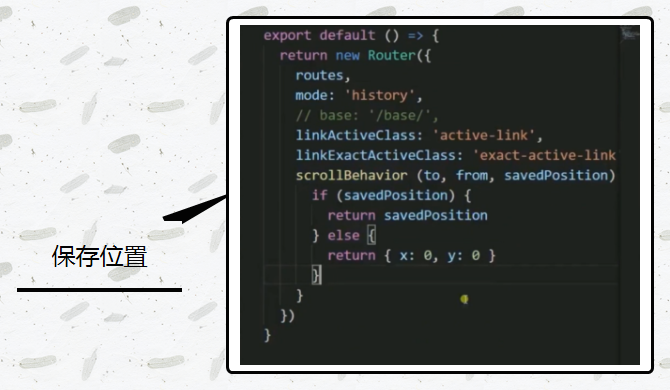 保存位置
export default () => {
  return new Router({
    routes,
    mode: 'history',
    // base: '/base/',
    linkActiveClass: 'active-link',
    linkExactActiveClass: 'exact-active-link
    scrollBehavior (to, from, savedPosition)
      if (savedPosition) {
        return savedPosition
      } else {
        return { x: 0, y: 0 }
      }
    }
  })
}